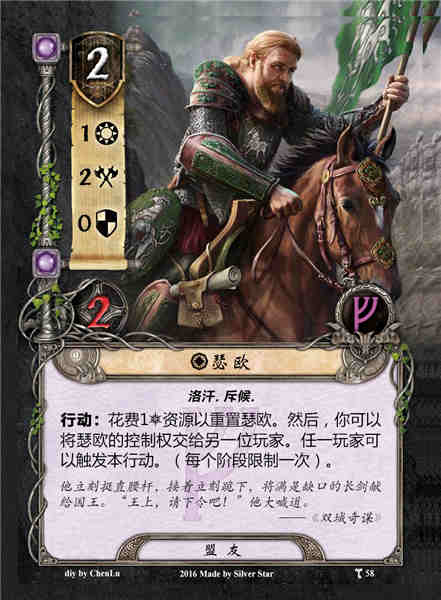 2
1
2
0
2
瑟欧
洛汗. 斥候.
行动：花费1资源以重置瑟欧。然后，你可以
将瑟欧的控制权交给另一位玩家。任一玩家可
以触发本行动。（每个阶段限制一次）。
他立刻挺直腰杆，接着立刻跪下，将满是缺口的长剑献
给国王。“王上，请下令吧！”他大喊道。
——《双城奇谋》
盟友
diy by ChenLu 2016 Made by Silver Star 58